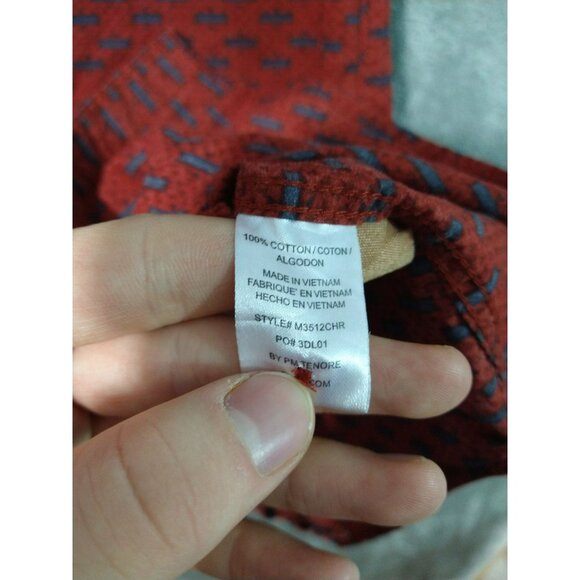 100% COTTON / COTON /
ALGODON
MADE IN VIETNAM
FABRIQUE' EN VIETNAM
HECHO EN VIETNAM
STYLE# M3512CHR
PO# 3DL01
BY PM TENORE
.COM